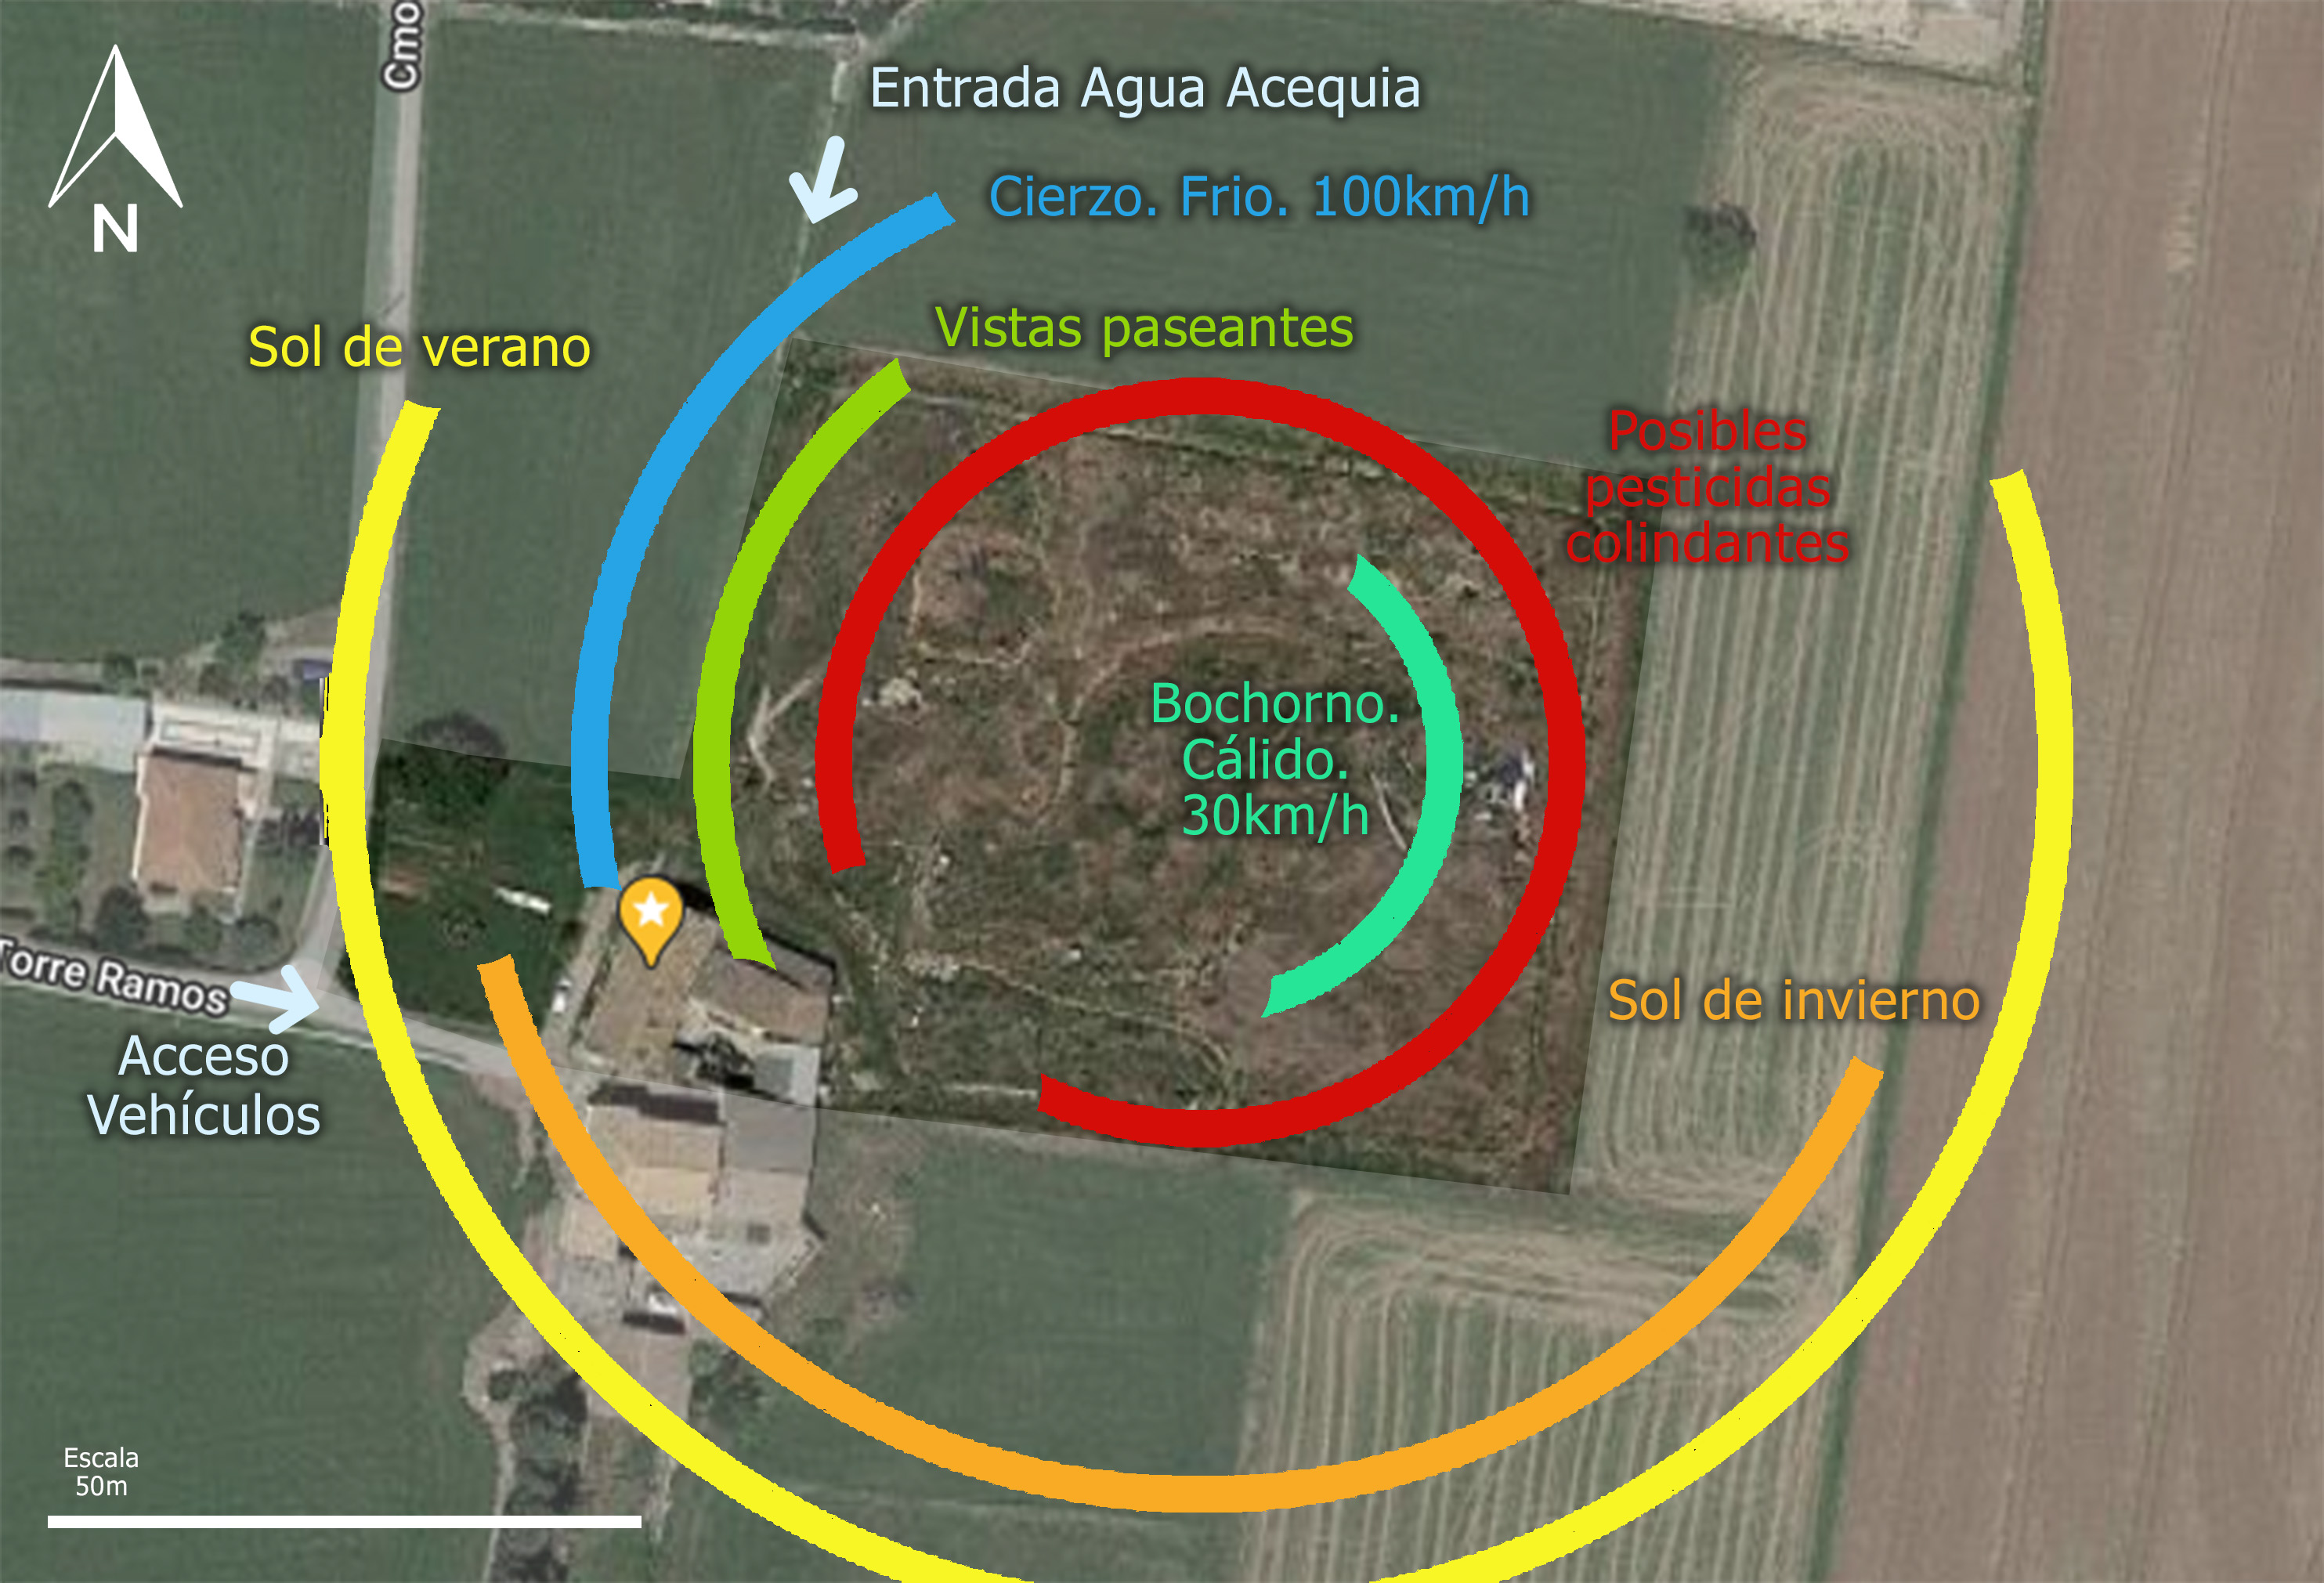 Cmo
Entrada Agua Acequia
Cierzo. Frio. 100km/h
N
Vistas paseantes
Sol de verano
Posibles
pesticidas
colindantes
Bochorno.
Cálido.
30km/h
Torre Ramos
Sol de invierno
Acceso
Vehículos
Escala
50m